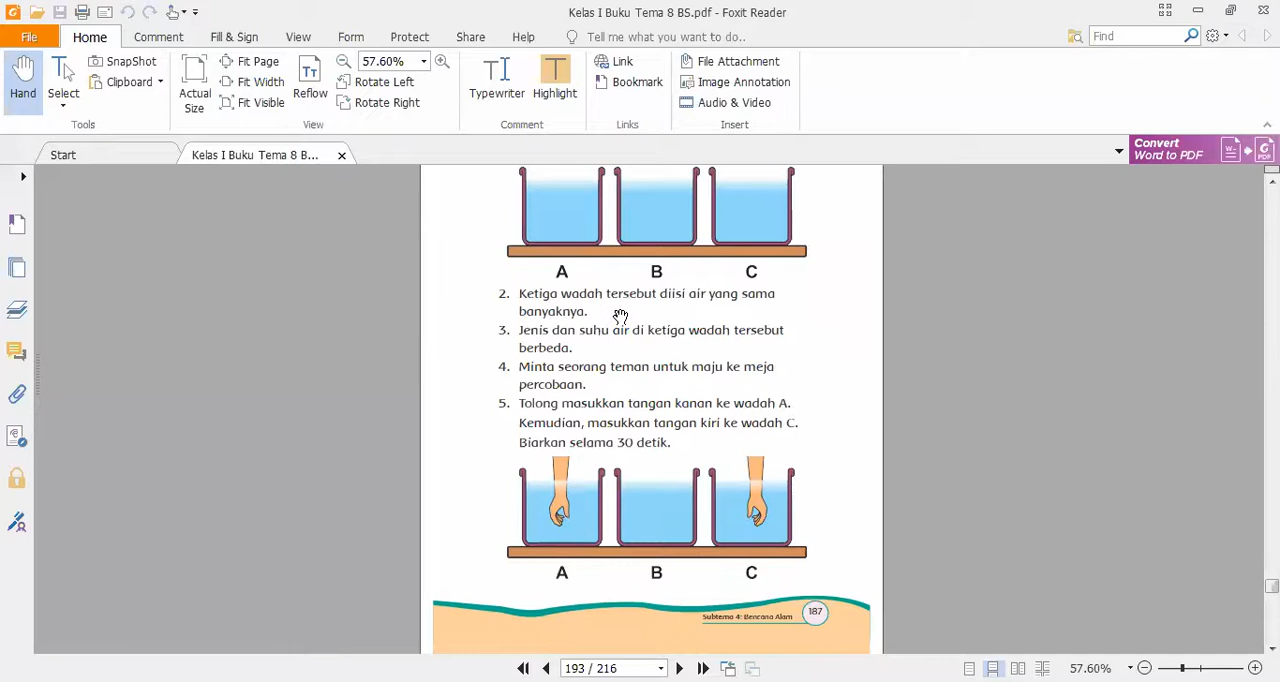 Kelas I Buku Tema 8 BS.pdf - Foxit Reader
File Home Comment Fill & Sign View Form Protect Share Help Tell me what you want to do.. Find
Hand
Select
SnapShot
Clipboard
Tools
Actual Size
Fit Page
Fit Width
Fit Visible
Reflow
57.60%
Rotate Left
Rotate Right
View
Typewriter
Highlight
Comment
Link
Bookmark
Links
File Attachment
Image Annotation
Audio & Video
Insert
Start
Kelas I Buku Tema 8 B...
Convert
Word to PDF
A B C
2. Ketiga wadah tersebut diisi air yang sama
banyaknya.
3. Jenis dan suhu air di ketiga wadah tersebut
berbeda.
4. Minta seorang teman untuk maju ke meja
percobaan.
5. Tolong masukkan tangan kanan ke wadah A.
Kemudian, masukkan tangan kiri ke wadah C.
Biarkan selama 30 detik.
A B C
Subtema 4: Bencana Alam 187
193 / 216
57.60%